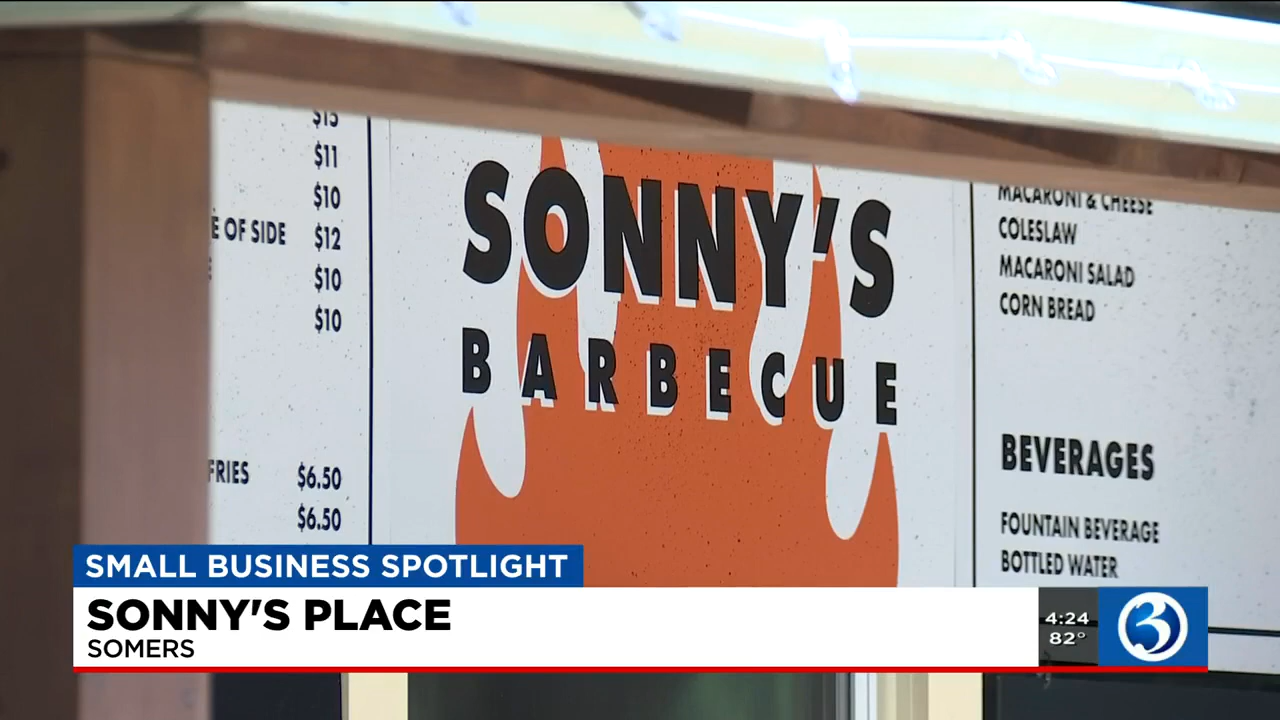 $15
$11
$10
E OF SIDE $12
$10
$10
FRIES $6.50
$6.50
SONNY'S
BARBECUE
MACARONI & CHEESE
COLESLAW
MACARONI SALAD
CORN BREAD
BEVERAGES
FOUNTAIN BEVERAGE
BOTTLED WATER
SMALL BUSINESS SPOTLIGHT
SONNY'S PLACE
SOMERS
4:24
82°
3